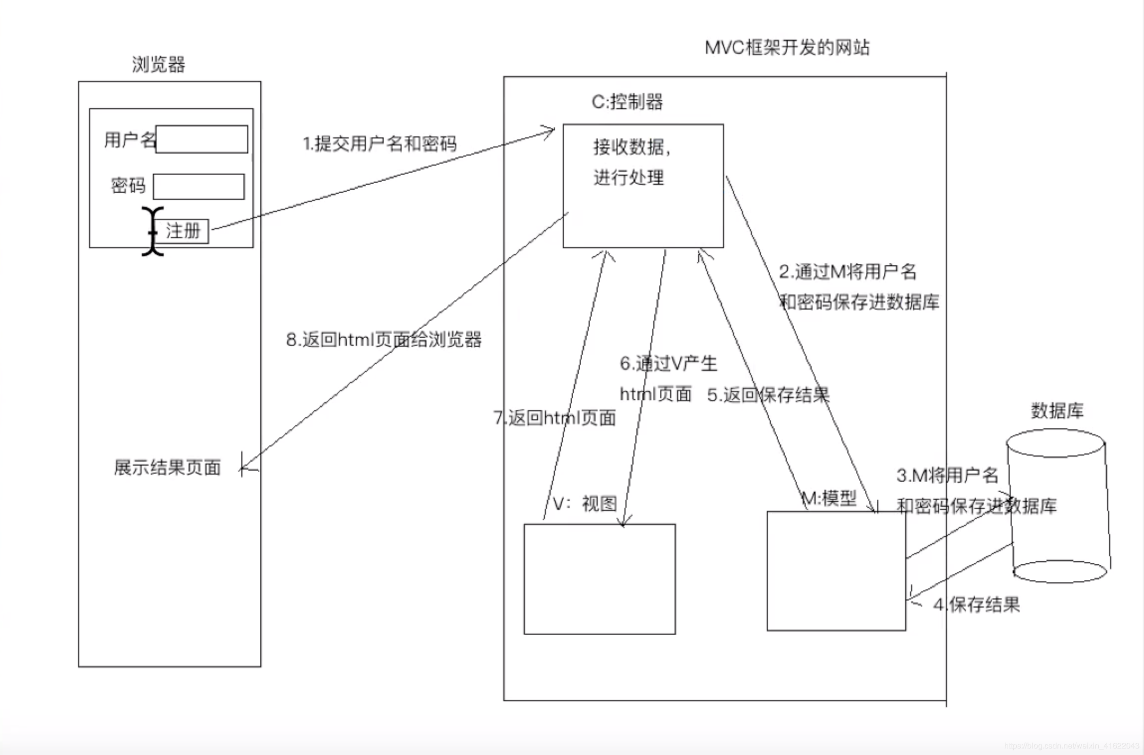 MVC框架开发的网站
浏览器
C:控制器
用户名
1.提交用户名和密码
接收数据，
进行处理
密码
注册
2.通过M将用户名
和密码保存进数据库
8.返回html页面给浏览器
6.通过V产生
html页面
5.返回保存结果
7.返回html页面
数据库
展示结果页面
3.M将用户名
和密码保存进数据库
V：视图
M:模型
4.保存结果